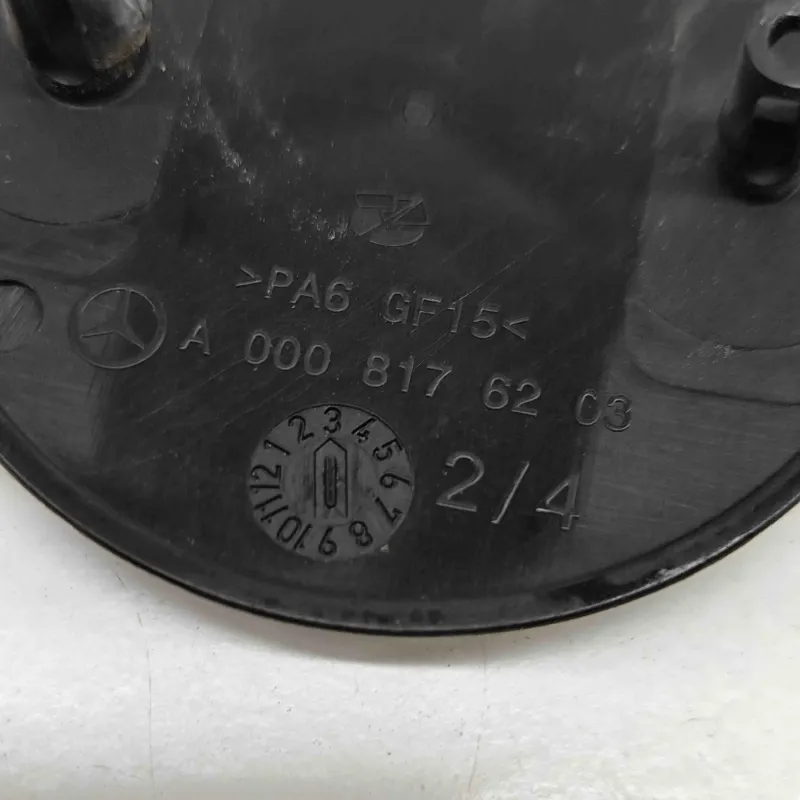 >PA6 GF15<
A 000 817 62 03
1 2 3 4 5 6 7 8 9 10 11 12
2/4